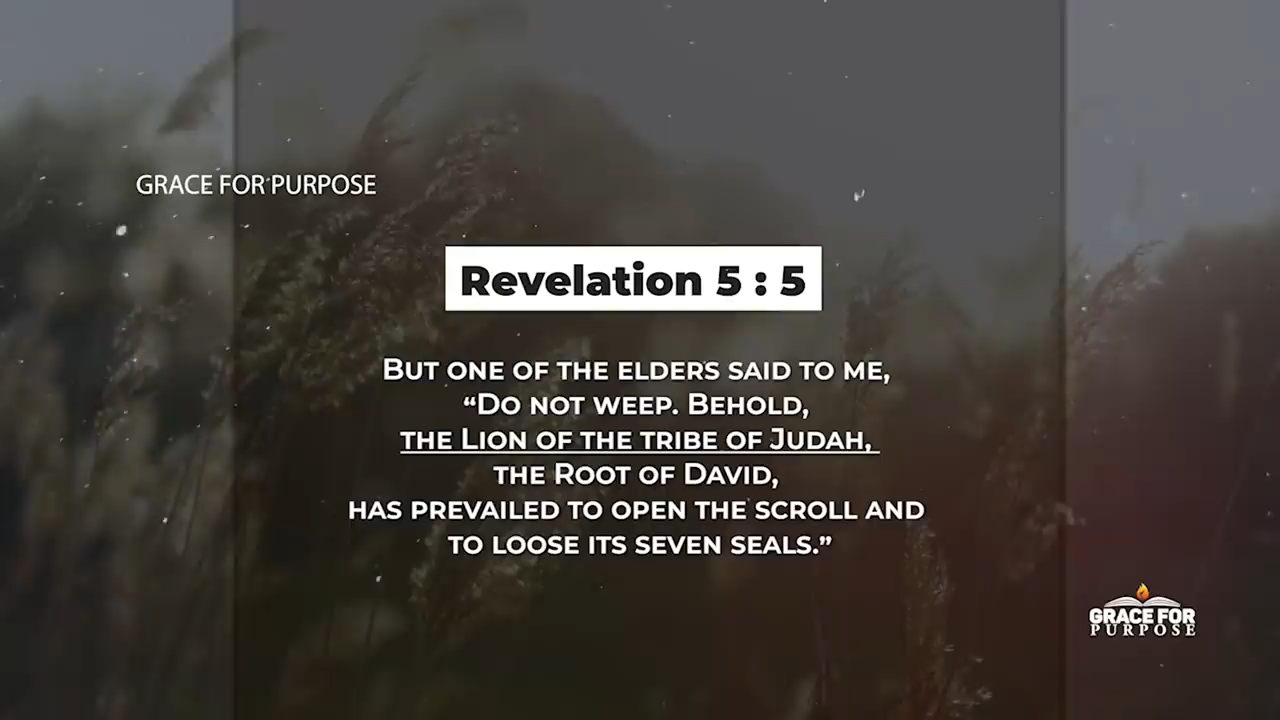 GRACE FOR PURPOSE
Revelation 5 : 5
BUT ONE OF THE ELDERS SAID TO ME,
“DO NOT WEEP. BEHOLD,
THE LION OF THE TRIBE OF JUDAH,
THE ROOT OF DAVID,
HAS PREVAILED TO OPEN THE SCROLL AND
TO LOOSE ITS SEVEN SEALS.”
GRACE FOR
PURPOSE